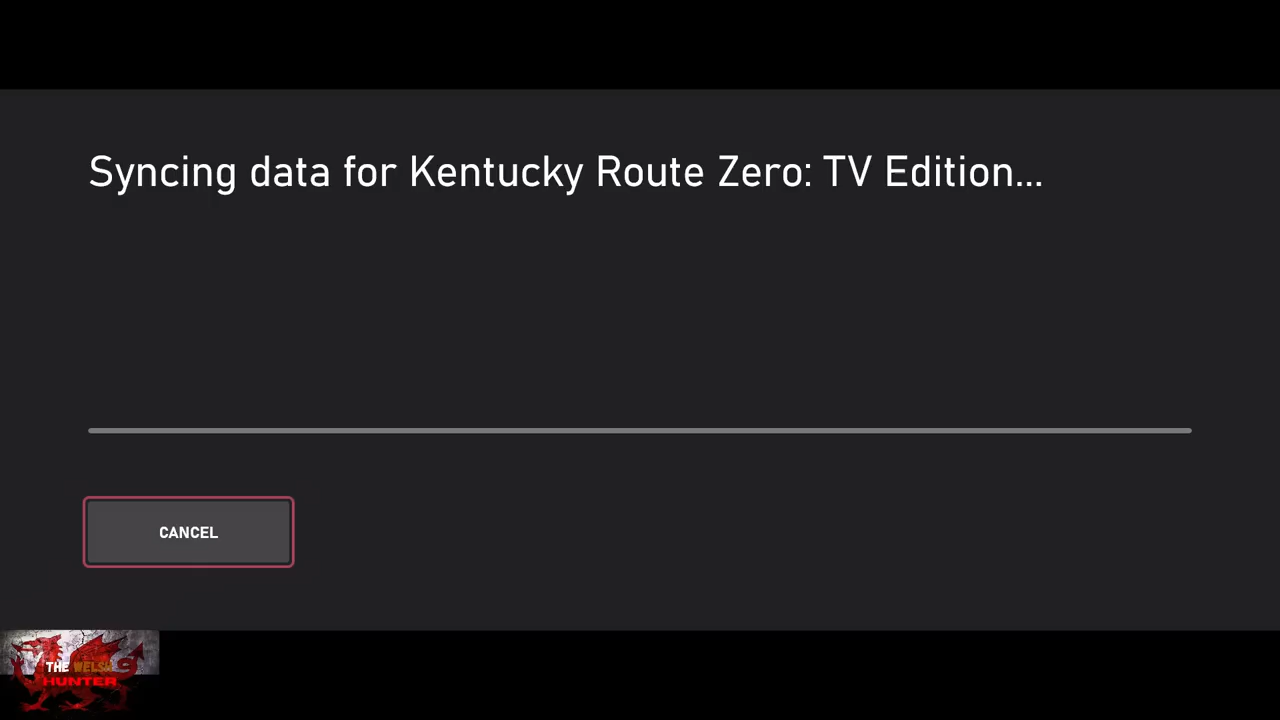 Syncing data for Kentucky Route Zero: TV Edition...
CANCEL
THE WELSH
HUNTER